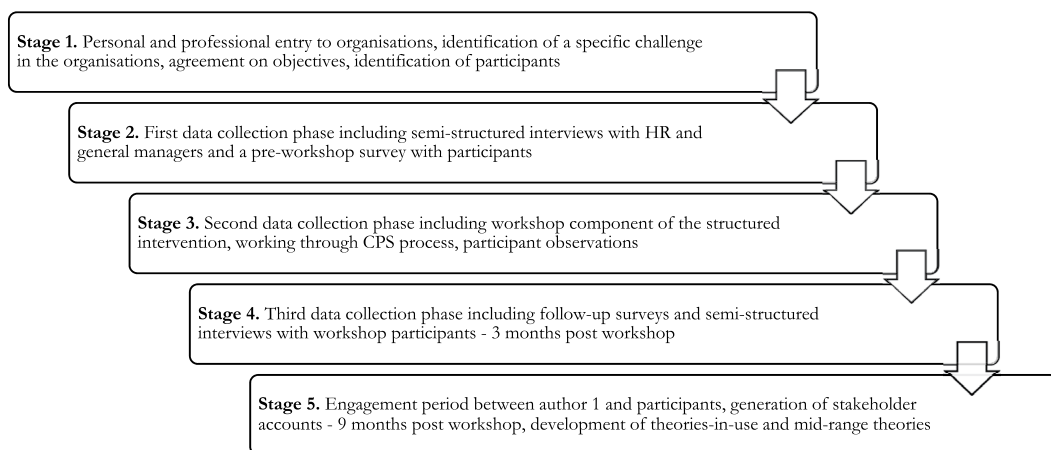 Stage 1. Personal and professional entry to organisations, identification of a specific challenge
in the organisations, agreement on objectives, identification of participants
Stage 2. First data collection phase including semi-structured interviews with HR and
general managers and a pre-workshop survey with participants
Stage 3. Second data collection phase including workshop component of the structured
intervention, working through CPS process, participant observations
Stage 4. Third data collection phase including follow-up surveys and semi-structured
interviews with workshop participants - 3 months post workshop
Stage 5. Engagement period between author 1 and participants, generation of stakeholder
accounts - 9 months post workshop, development of theories-in-use and mid-range theories